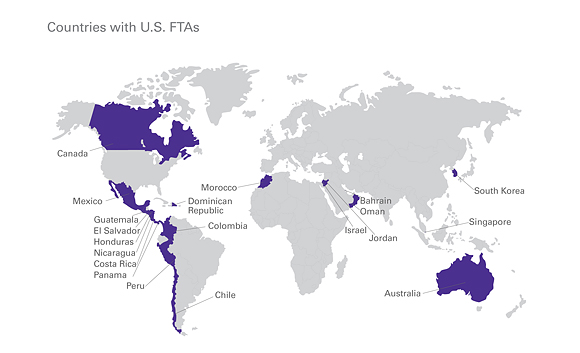 Countries with U.S. FTAs
Canada
Morocco
South Korea
Mexico
Dominican
Republic
Bahrain
Oman
Guatemala
El Salvador
Honduras
Nicaragua
Costa Rica
Panama
Colombia
Singapore
Israel
Jordan
Peru
Chile
Australia